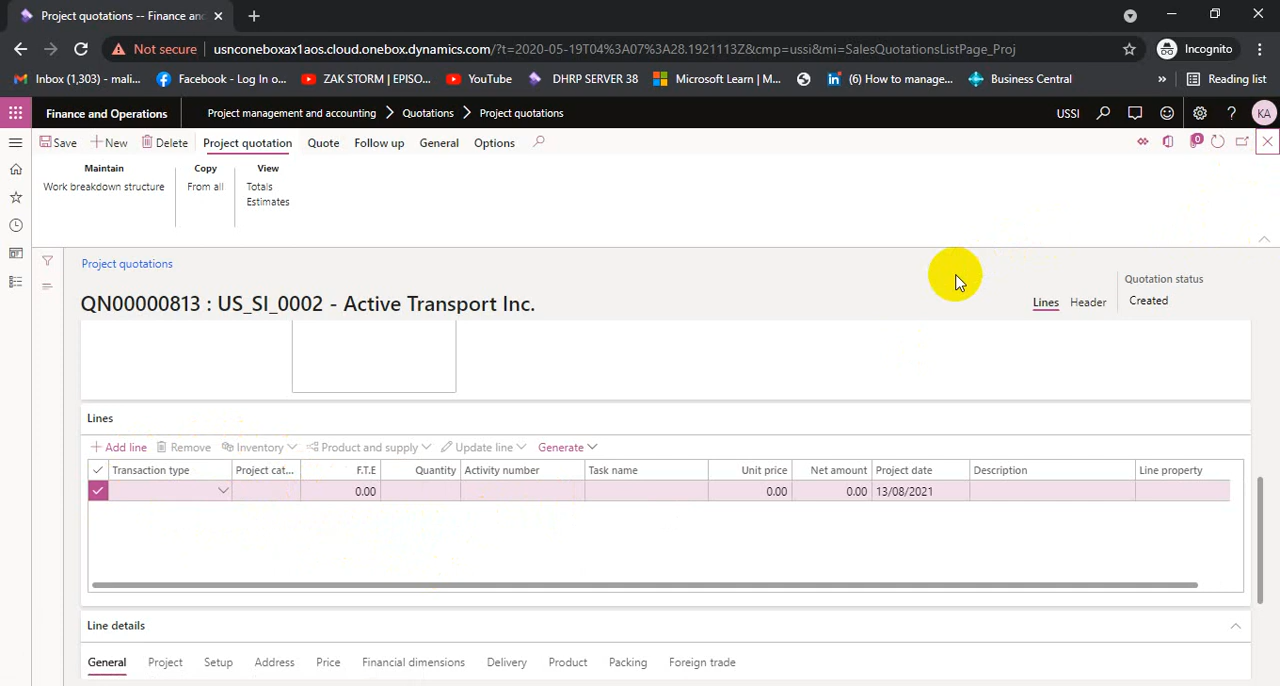 Project quotations -- Finance and
Not secure usnconeboxax1aos.cloud.onebox.dynamics.com/?t=2020-05-19T04%3A07%3A28.1921113Z&cmp=ussi&mi=SalesQuotationsListPage_Proj Incognito
Inbox (1,303) - mali... Facebook - Log In o... ZAK STORM | EPISO... YouTube DHRP SERVER 38 Microsoft Learn | M... (6) How to manage... Business Central » Reading list
Finance and Operations Project management and accounting Quotations Project quotations USSI ? KA
Save New Delete Project quotation Quote Follow up General Options 0
Maintain Copy View
Work breakdown structure From all Totals
Estimates
Project quotations
Quotation status
QN00000813 : US_SI_0002 - Active Transport Inc. Lines Header Created
Lines
Add line Remove Inventory Product and supply Update line Generate
Transaction type Project cat... F.T.E Quantity Activity number Task name Unit price Net amount Project date Description Line property
0.00 0.00 0.00 13/08/2021
Line details
General Project Setup Address Price Financial dimensions Delivery Product Packing Foreign trade